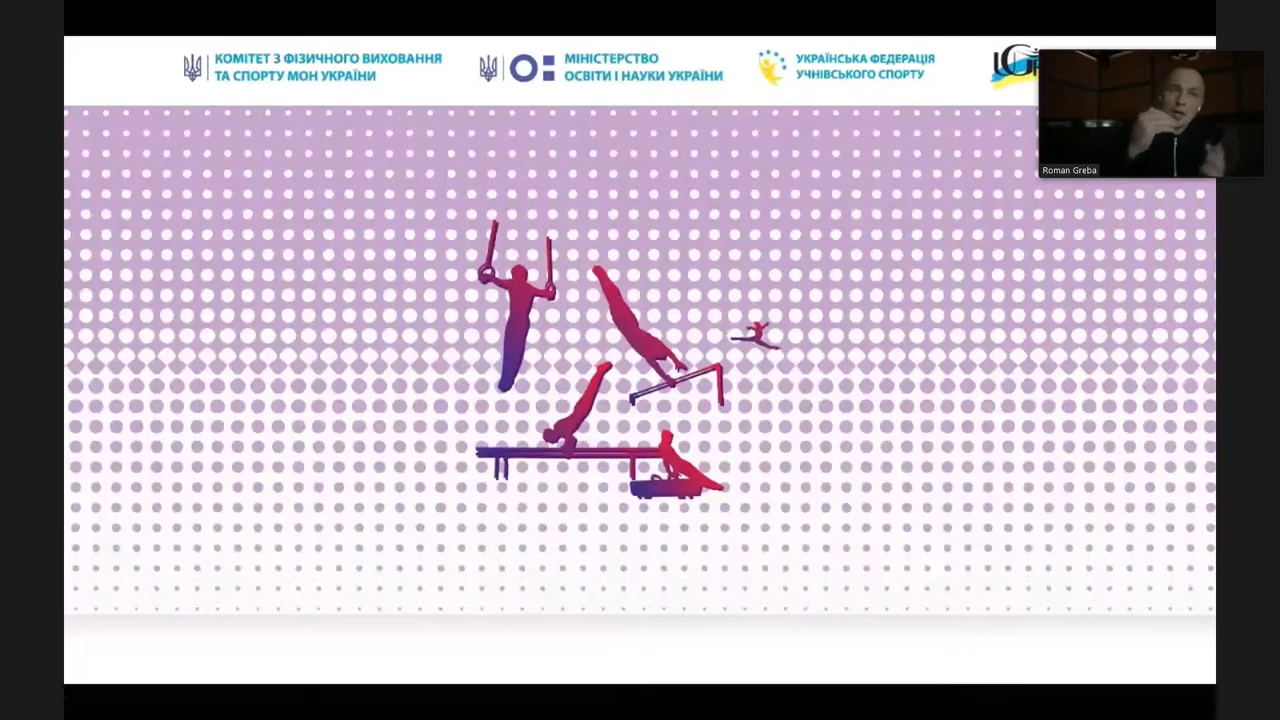 КОМІТЕТ З ФІЗИЧНОГО ВИХОВАННЯ
ТА СПОРТУ МОН УКРАЇНИ
МІНІСТЕРСТВО
ОСВІТИ І НАУКИ УКРАЇНИ
УКРАЇНСЬКА ФЕДЕРАЦІЯ
УЧНІВСЬКОГО СПОРТУ
Roman Greba